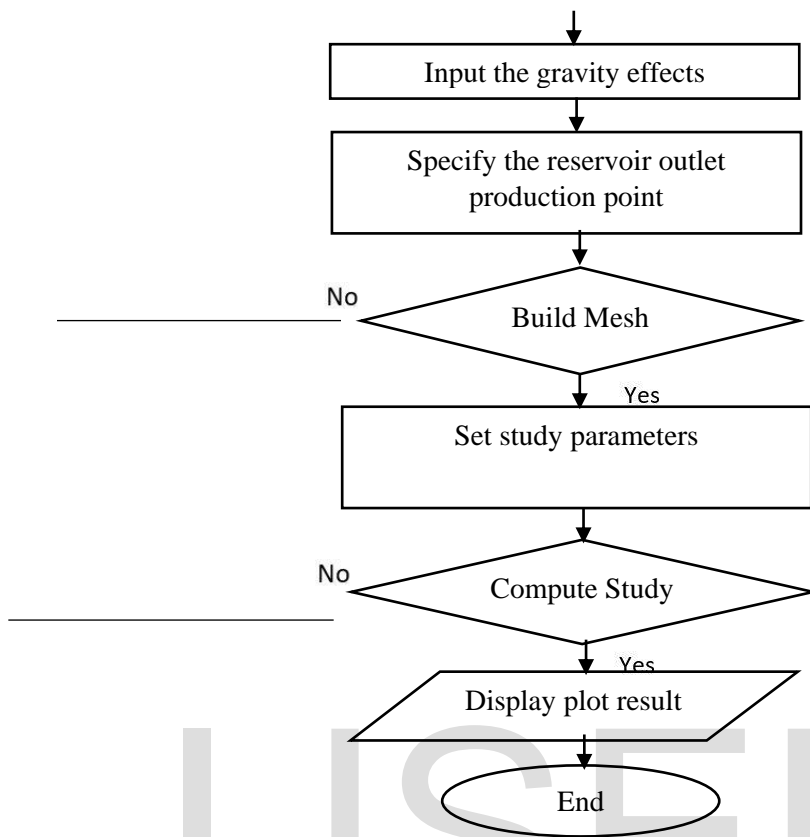 Input the gravity effects
Specify the reservoir outlet
production point
No
Build Mesh
Yes
Set study parameters
No
Compute Study
Yes
Display plot result
End